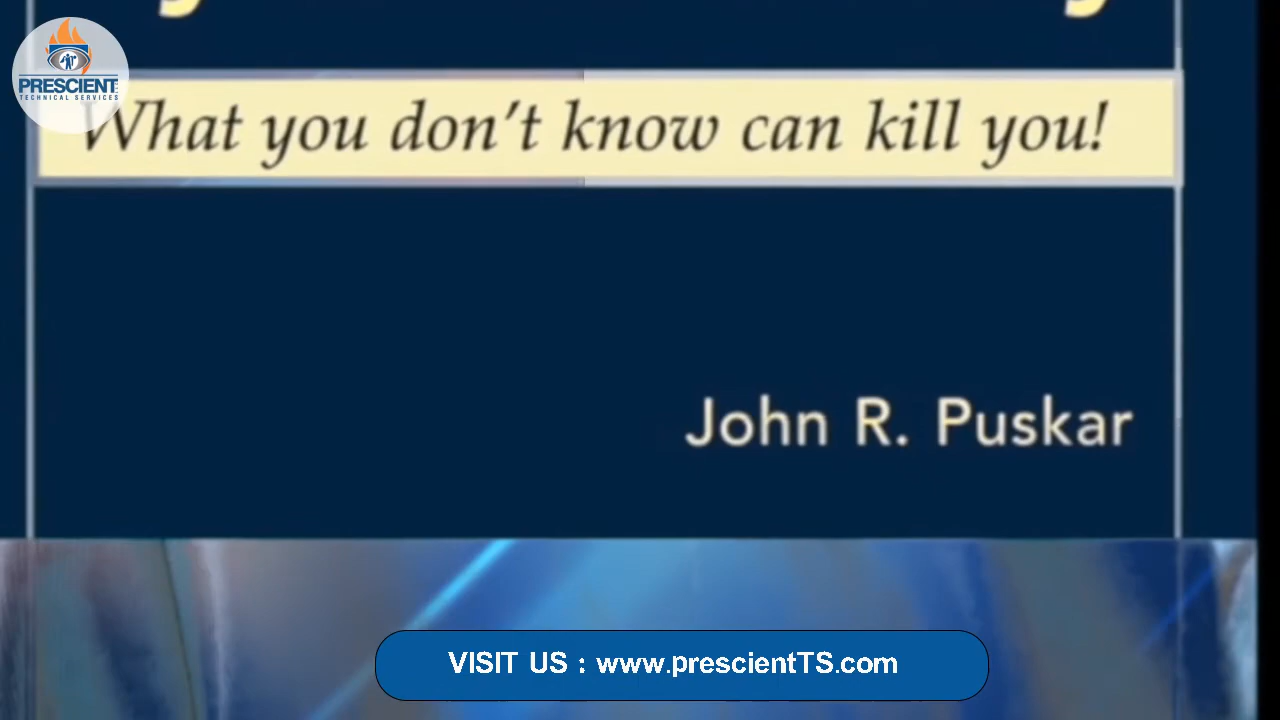 PRESCIENT
TECHNICAL SERVICES
What you don't know can kill you!
John R. Puskar
VISIT US : www.prescientTS.com